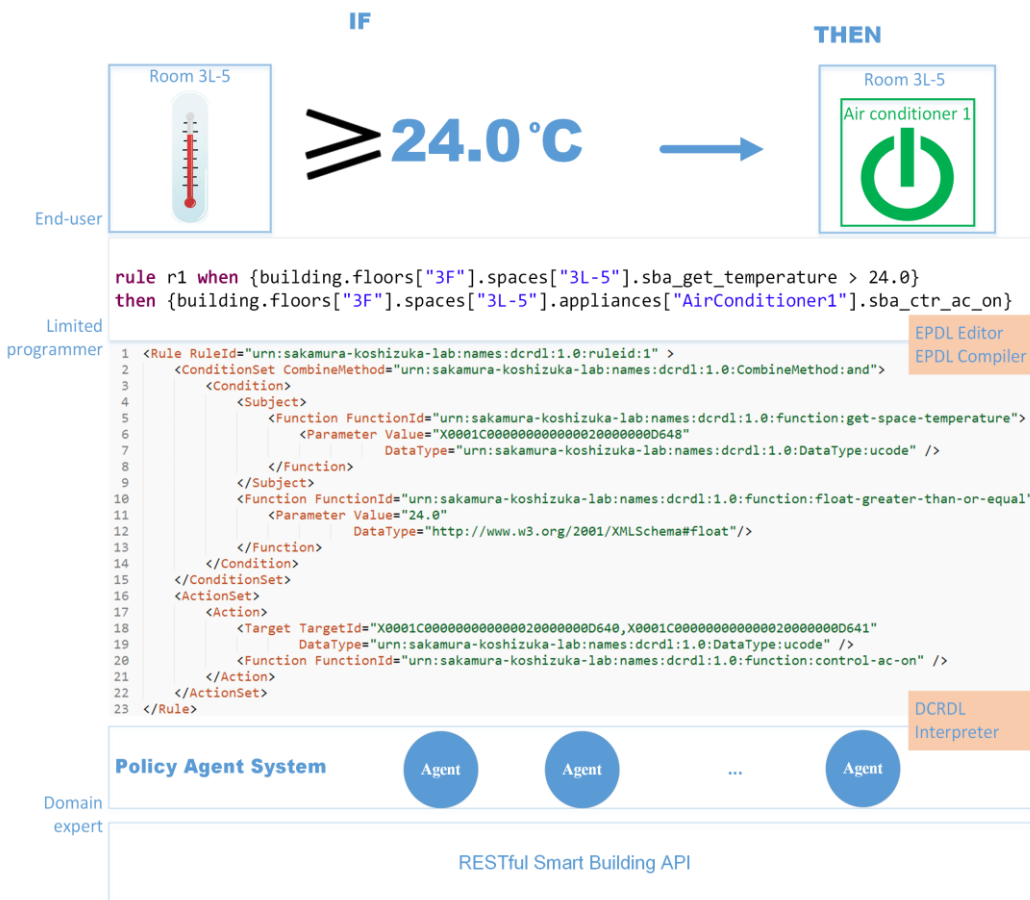 IF
THEN
Room 3L-5
≥ 24.0 °C
Room 3L-5
Air conditioner 1
End-user
rule r1 when {building.floors["3F"].spaces["3L-5"].sba_get_temperature > 24.0}
then {building.floors["3F"].spaces["3L-5"].appliances["AirConditioner1"].sba_ctr_ac_on}
Limited
programmer
EPDL Editor
EPDL Compiler
1 <Rule RuleId="urn:sakamura-koshizuka-lab:names:dcrdl:1.0:ruleid:1" >
2 <ConditionSet CombineMethod="urn:sakamura-koshizuka-lab:names:dcrdl:1.0:CombineMethod:and">
3 <Condition>
4 <Subject>
5 <Function FunctionId="urn:sakamura-koshizuka-lab:names:dcrdl:1.0:function:get-space-temperature">
6 <Parameter Value="X0001C000000000000020000000D648"
7 DataType="urn:sakamura-koshizuka-lab:names:dcrdl:1.0:DataType:ucode" />
8 </Function>
9 </Subject>
10 <Function FunctionId="urn:sakamura-koshizuka-lab:names:dcrdl:1.0:function:float-greater-than-or-equal"
11 <Parameter Value="24.0"
12 DataType="http://www.w3.org/2001/XMLSchema#float"/>
13 </Function>
14 </Condition>
15 </ConditionSet>
16 <ActionSet>
17 <Action>
18 <Target TargetId="X0001C000000000000020000000D640,X0001C000000000000020000000D641"
19 DataType="urn:sakamura-koshizuka-lab:names:dcrdl:1.0:DataType:ucode" />
20 <Function FunctionId="urn:sakamura-koshizuka-lab:names:dcrdl:1.0:function:control-ac-on" />
21 </Action>
22 </ActionSet>
23 </Rule>
DCRDL
Interpreter
Policy Agent System
Agent
Agent
...
Agent
Domain
expert
RESTful Smart Building API